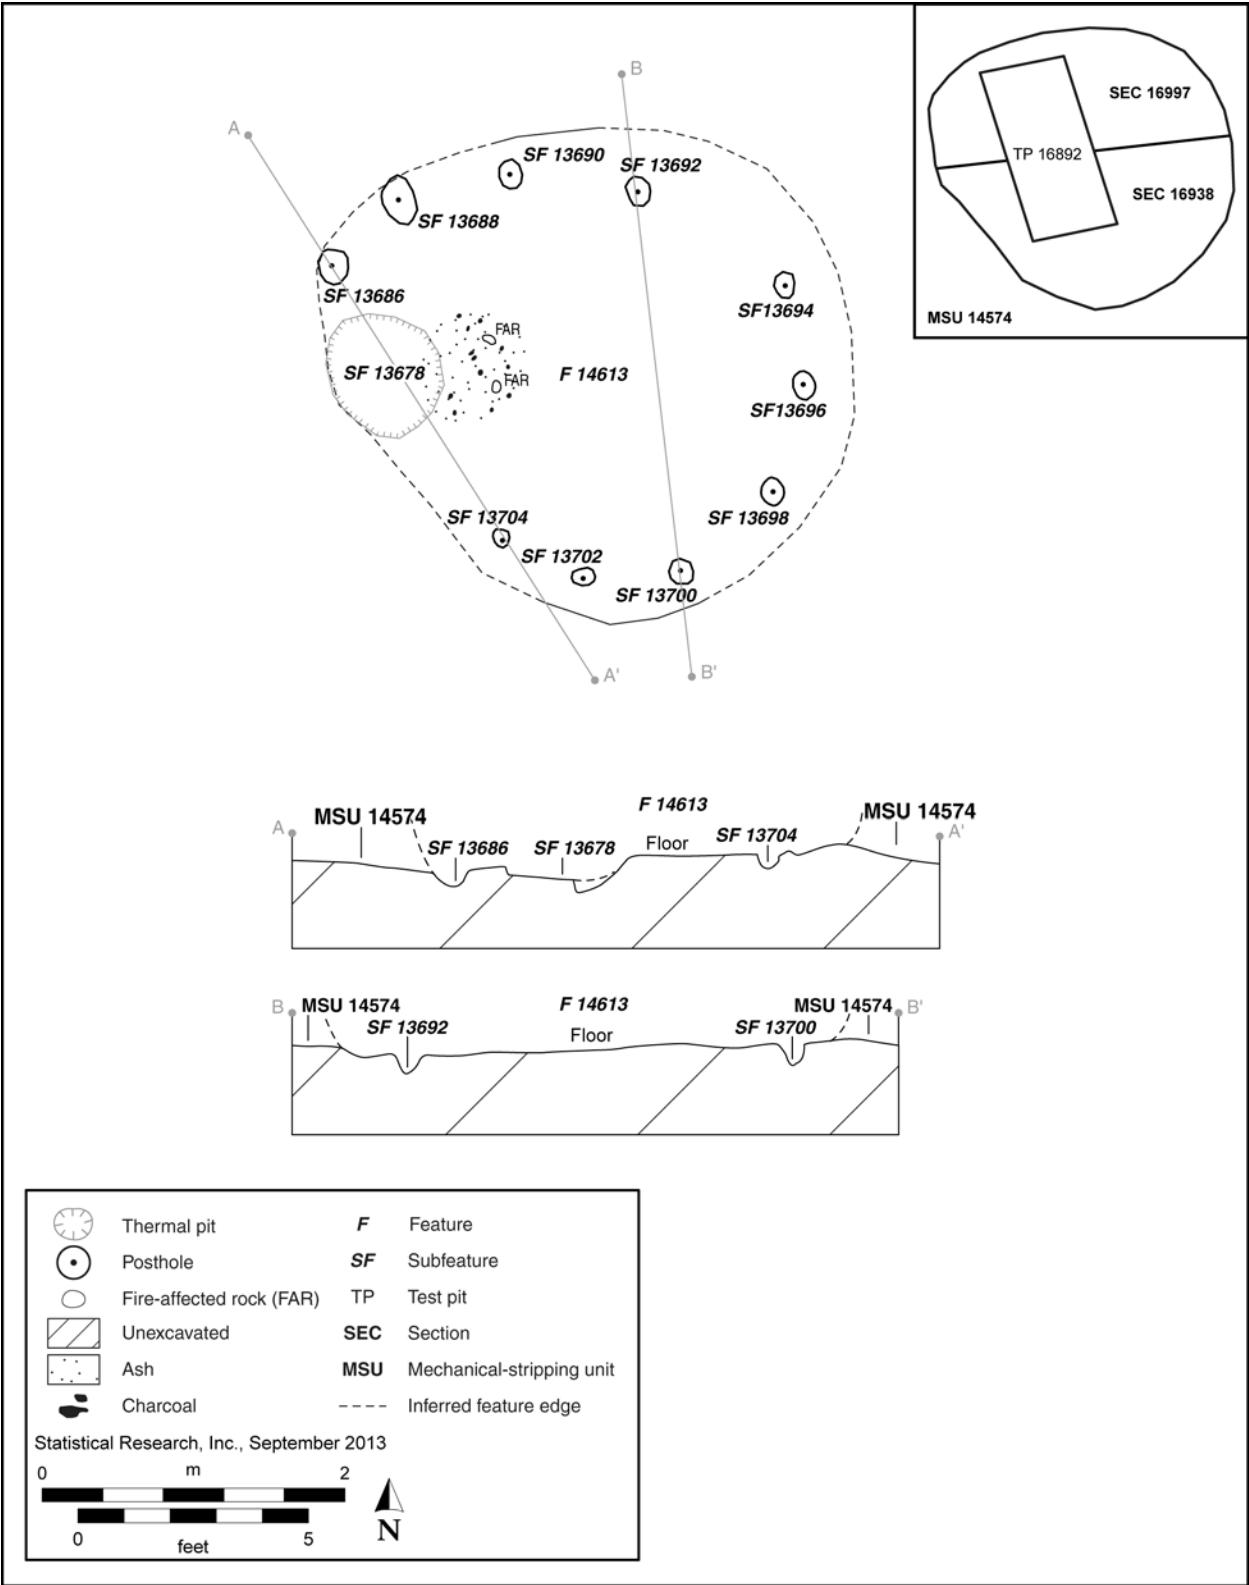 B
A
SF 13690
SF 13692
SF 13688
SF 13686
SF13694
FAR
SF 13678
FAR
F 14613
SF13696
SF 13704
SF 13698
SF 13702
SF 13700
A'
B'
SEC 16997
TP 16892
SEC 16938
MSU 14574
F 14613
MSU 14574
MSU 14574
A
SF 13686
SF 13678
Floor
SF 13704
A'
B
MSU 14574
F 14613
MSU 14574
B'
SF 13692
Floor
SF 13700
Thermal pit
F Feature
Posthole
SF Subfeature
Fire-affected rock (FAR)
TP Test pit
Unexcavated
SEC Section
Ash
MSU Mechanical-stripping unit
Charcoal
Inferred feature edge
Statistical Research, Inc., September 2013
0 m 2
0 feet 5
N